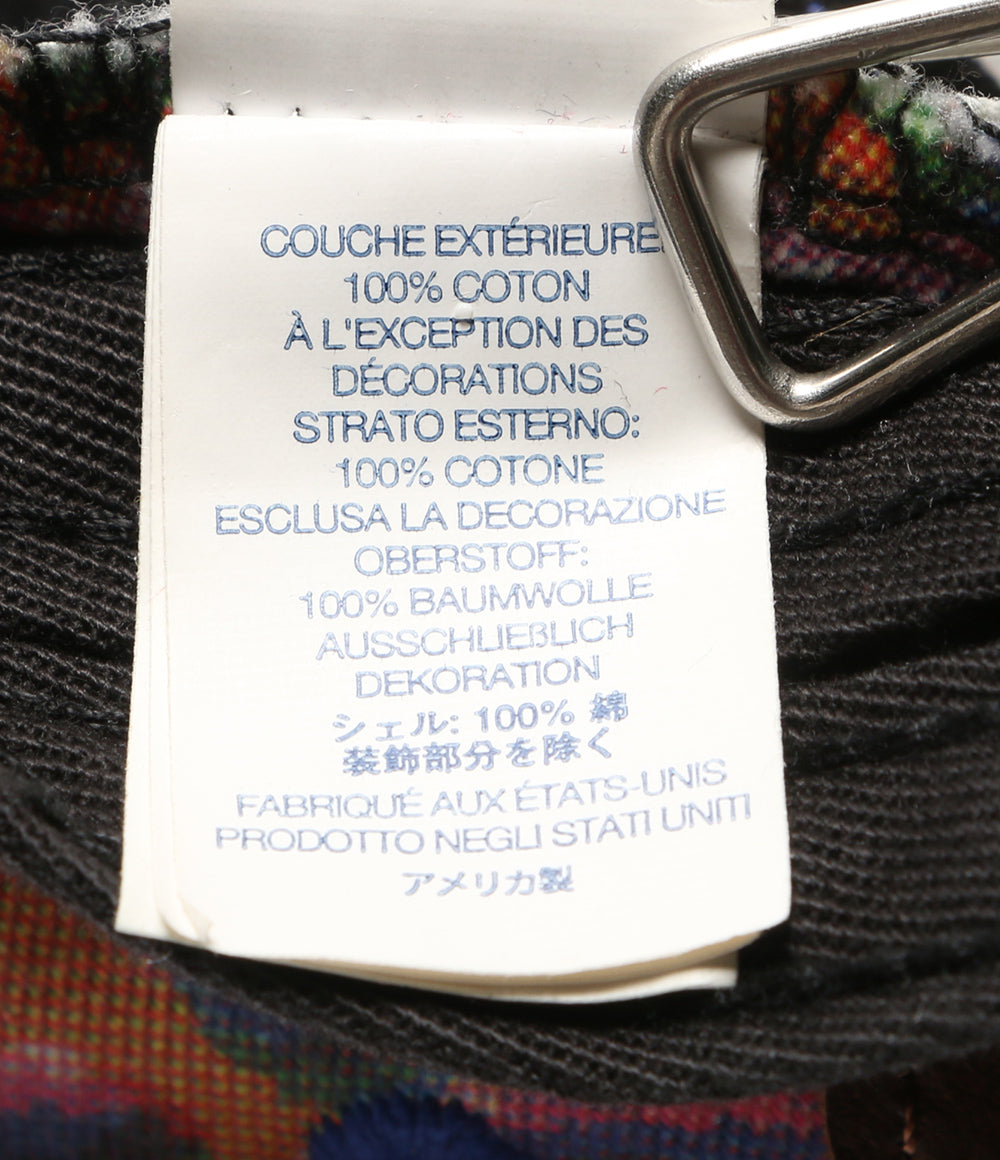 COUCHE EXTÉRIEURE:
100% COTON
À L'EXCEPTION DES
DÉCORATIONS
STRATO ESTERNO:
100% COTONE
ESCLUSA LA DECORAZIONE
OBERSTOFF:
100% BAUMWOLLE
AUSSCHLIEßLICH
DEKORATION
シェル: 100% 綿
装飾部分を除く
FABRIQUÉ AUX ÉTATS-UNIS
PRODOTTO NEGLI STATI UNITI
アメリカ製